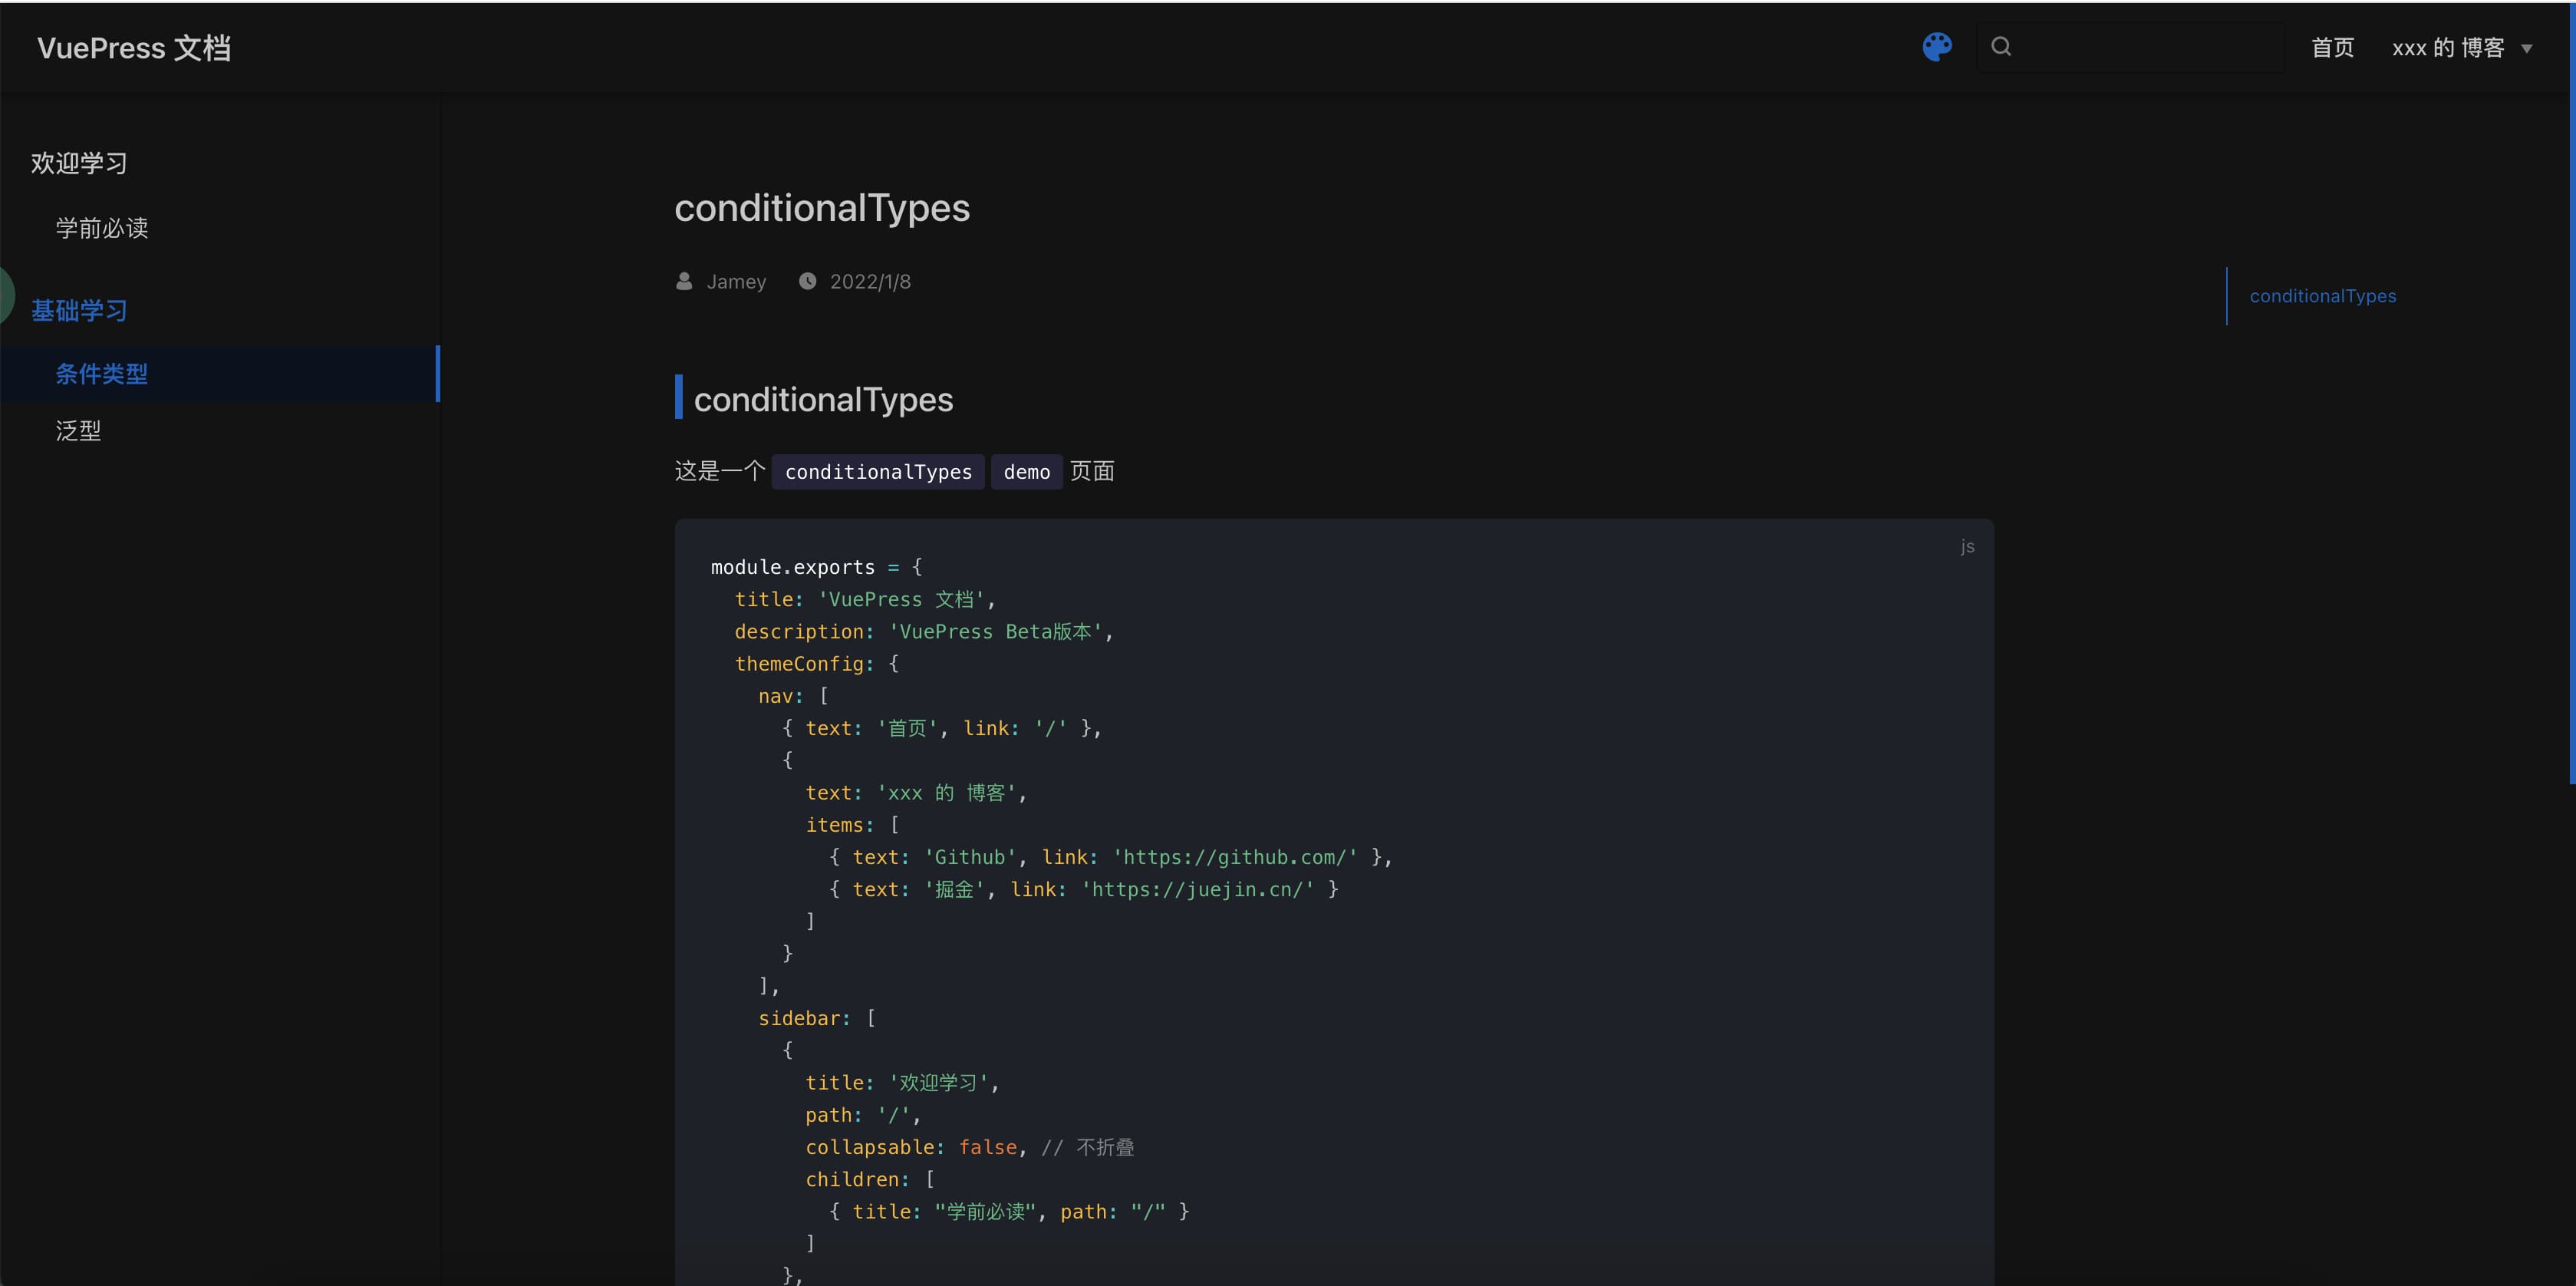 VuePress 文档
首页 xxx 的 博客
欢迎学习
学前必读
基础学习
条件类型
泛型
conditionalTypes
Jamey 2022/1/8
conditionalTypes
这是一个 conditionalTypes demo 页面
js
module.exports = {
  title: 'VuePress 文档',
  description: 'VuePress Beta版本',
  themeConfig: {
    nav: [
      { text: '首页', link: '/' },
      {
        text: 'xxx 的 博客',
        items: [
          { text: 'Github', link: 'https://github.com/' },
          { text: '掘金', link: 'https://juejin.cn/' }
        ]
      }
    ],
    sidebar: [
      {
        title: '欢迎学习',
        path: '/',
        collapsable: false, // 不折叠
        children: [
          { title: "学前必读", path: "/" }
        ]
      },
conditionalTypes